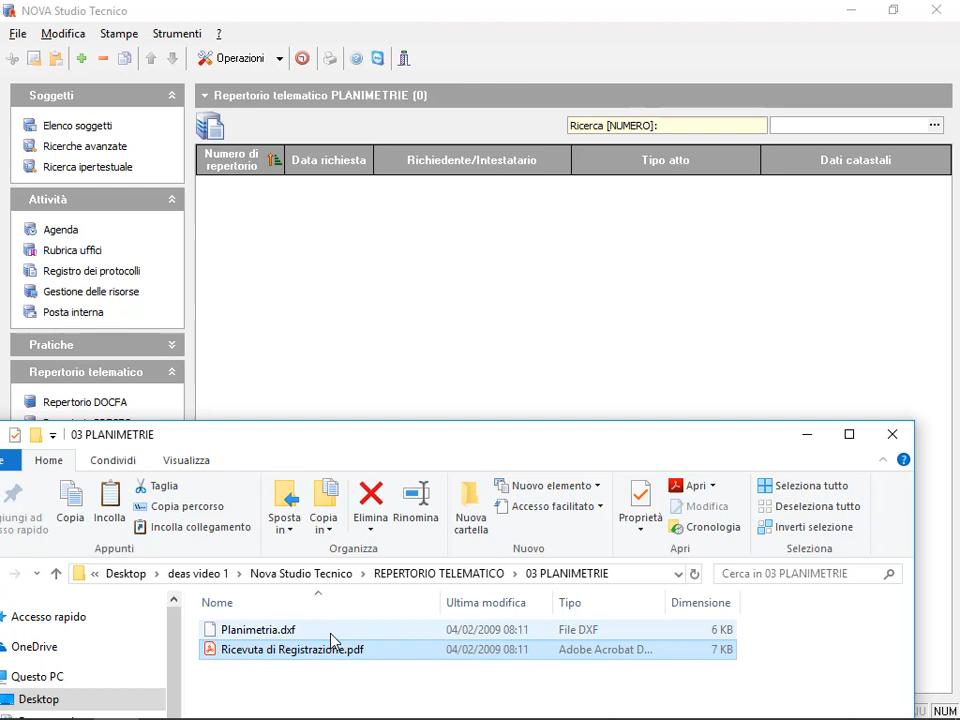 NOVA Studio Tecnico
File Modifica Stampe Strumenti ?
Operazioni
Soggetti
Elenco soggetti
Ricerche avanzate
Ricerca ipertestuale
Attività
Agenda
Rubrica uffici
Registro dei protocolli
Gestione delle risorse
Posta interna
Pratiche
Repertorio telematico
Repertorio DOCFA
Repertorio telematico PLANIMETRIE (0)
Ricerca [NUMERO]: ...
Numero di repertorio Data richiesta Richiedente/Intestatario Tipo atto Dati catastali
03 PLANIMETRIE
Home Condividi Visualizza
Copia
Incolla
Taglia
Copia percorso
Incolla collegamento
Appunti
Sposta in
Copia in
Elimina
Rinomina
Organizza
Nuova cartella
Nuovo elemento
Accesso facilitato
Nuovo
Proprietà
Apri
Modifica
Cronologia
Apri
Seleziona tutto
Deseleziona tutto
Inverti selezione
Seleziona
« Desktop > deas video 1 > Nova Studio Tecnico > REPERTORIO TELEMATICO > 03 PLANIMETRIE
Cerca in 03 PLANIMETRIE
Accesso rapido
OneDrive
Questo PC
Desktop
Nome Ultima modifica Tipo Dimensione
Planimetria.dxf 04/02/2009 08:11 File DXF 6 KB
Ricevuta di Registrazione.pdf 04/02/2009 08:11 Adobe Acrobat D... 7 KB
NUM